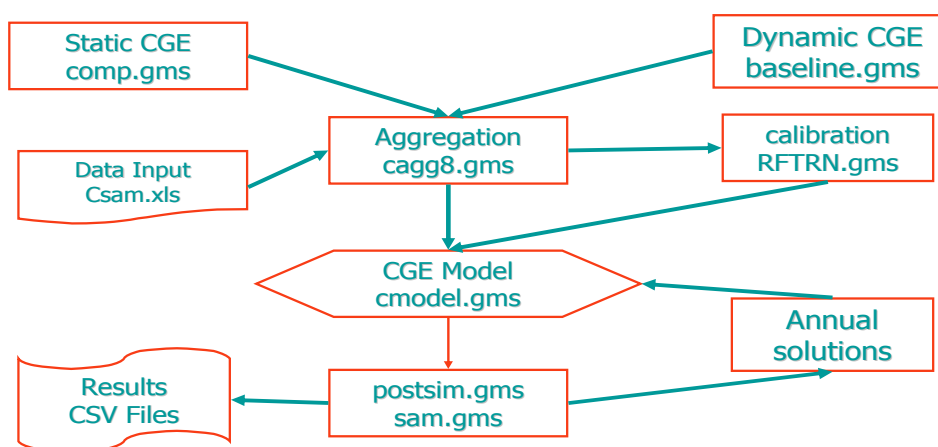 Static CGE
comp.gms
Dynamic CGE
baseline.gms
Aggregation
cagg8.gms
calibration
RFTRN.gms
Data Input
Csam.xls
CGE Model
cmodel.gms
Annual
solutions
Results
CSV Files
postsim.gms
sam.gms